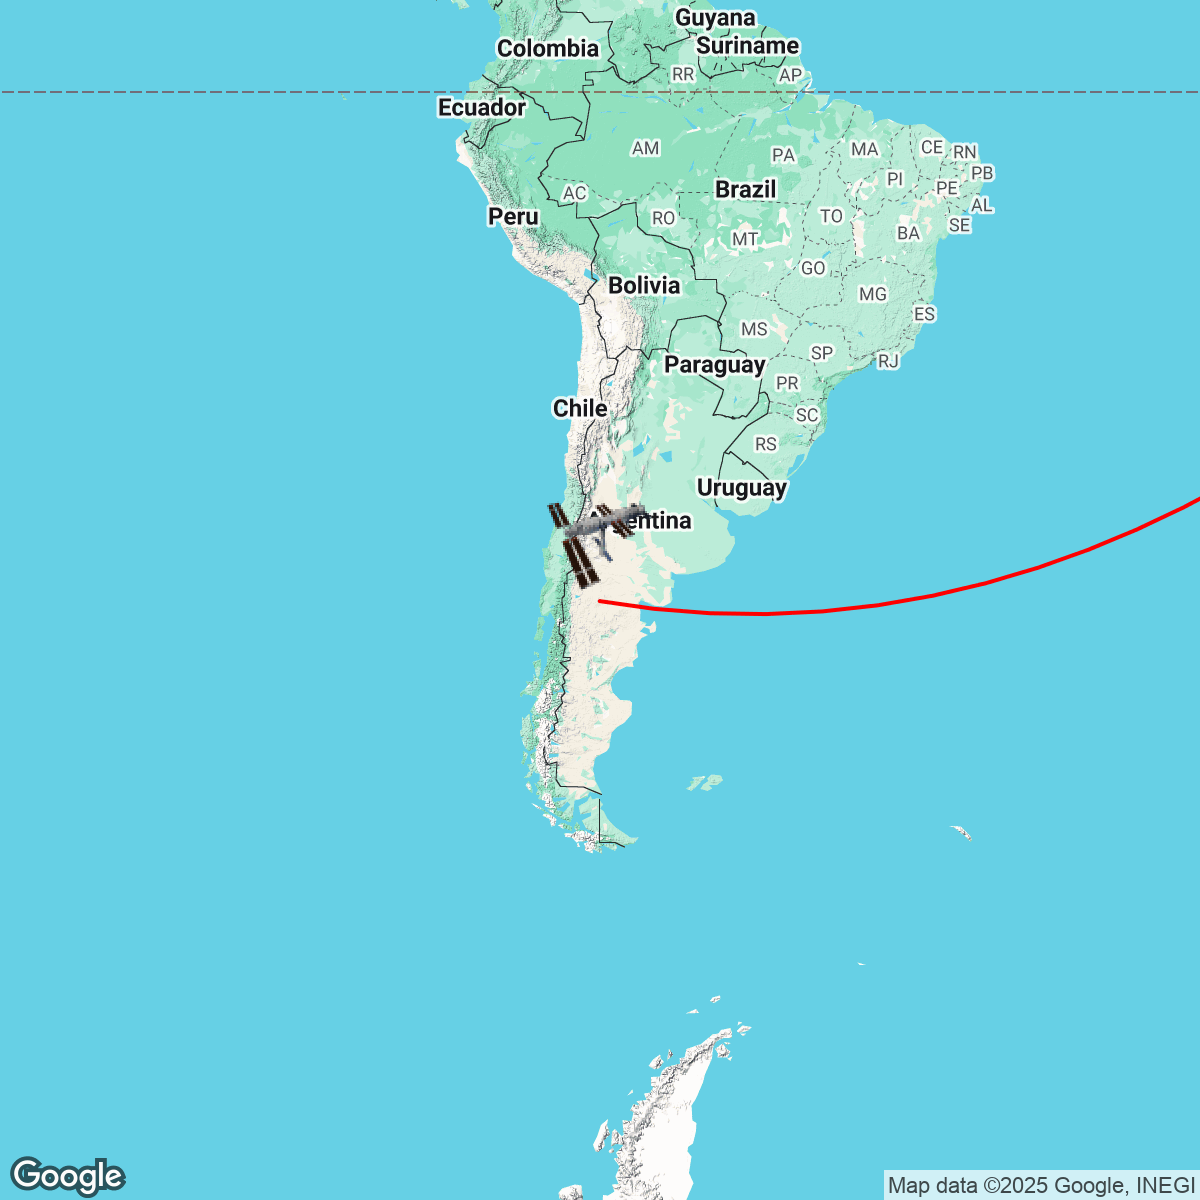 Guyana
Colombia
Suriname
RR
AP
Ecuador
AM
PA
MA
CE
RN
PB
PI
PE
AL
AC
Brazil
Peru
RO
TO
SE
BA
MT
GO
Bolivia
MG
ES
MS
SP
RJ
Paraguay
PR
Chile
SC
RS
Uruguay
entina
Google
Map data ©2025 Google, INEGI